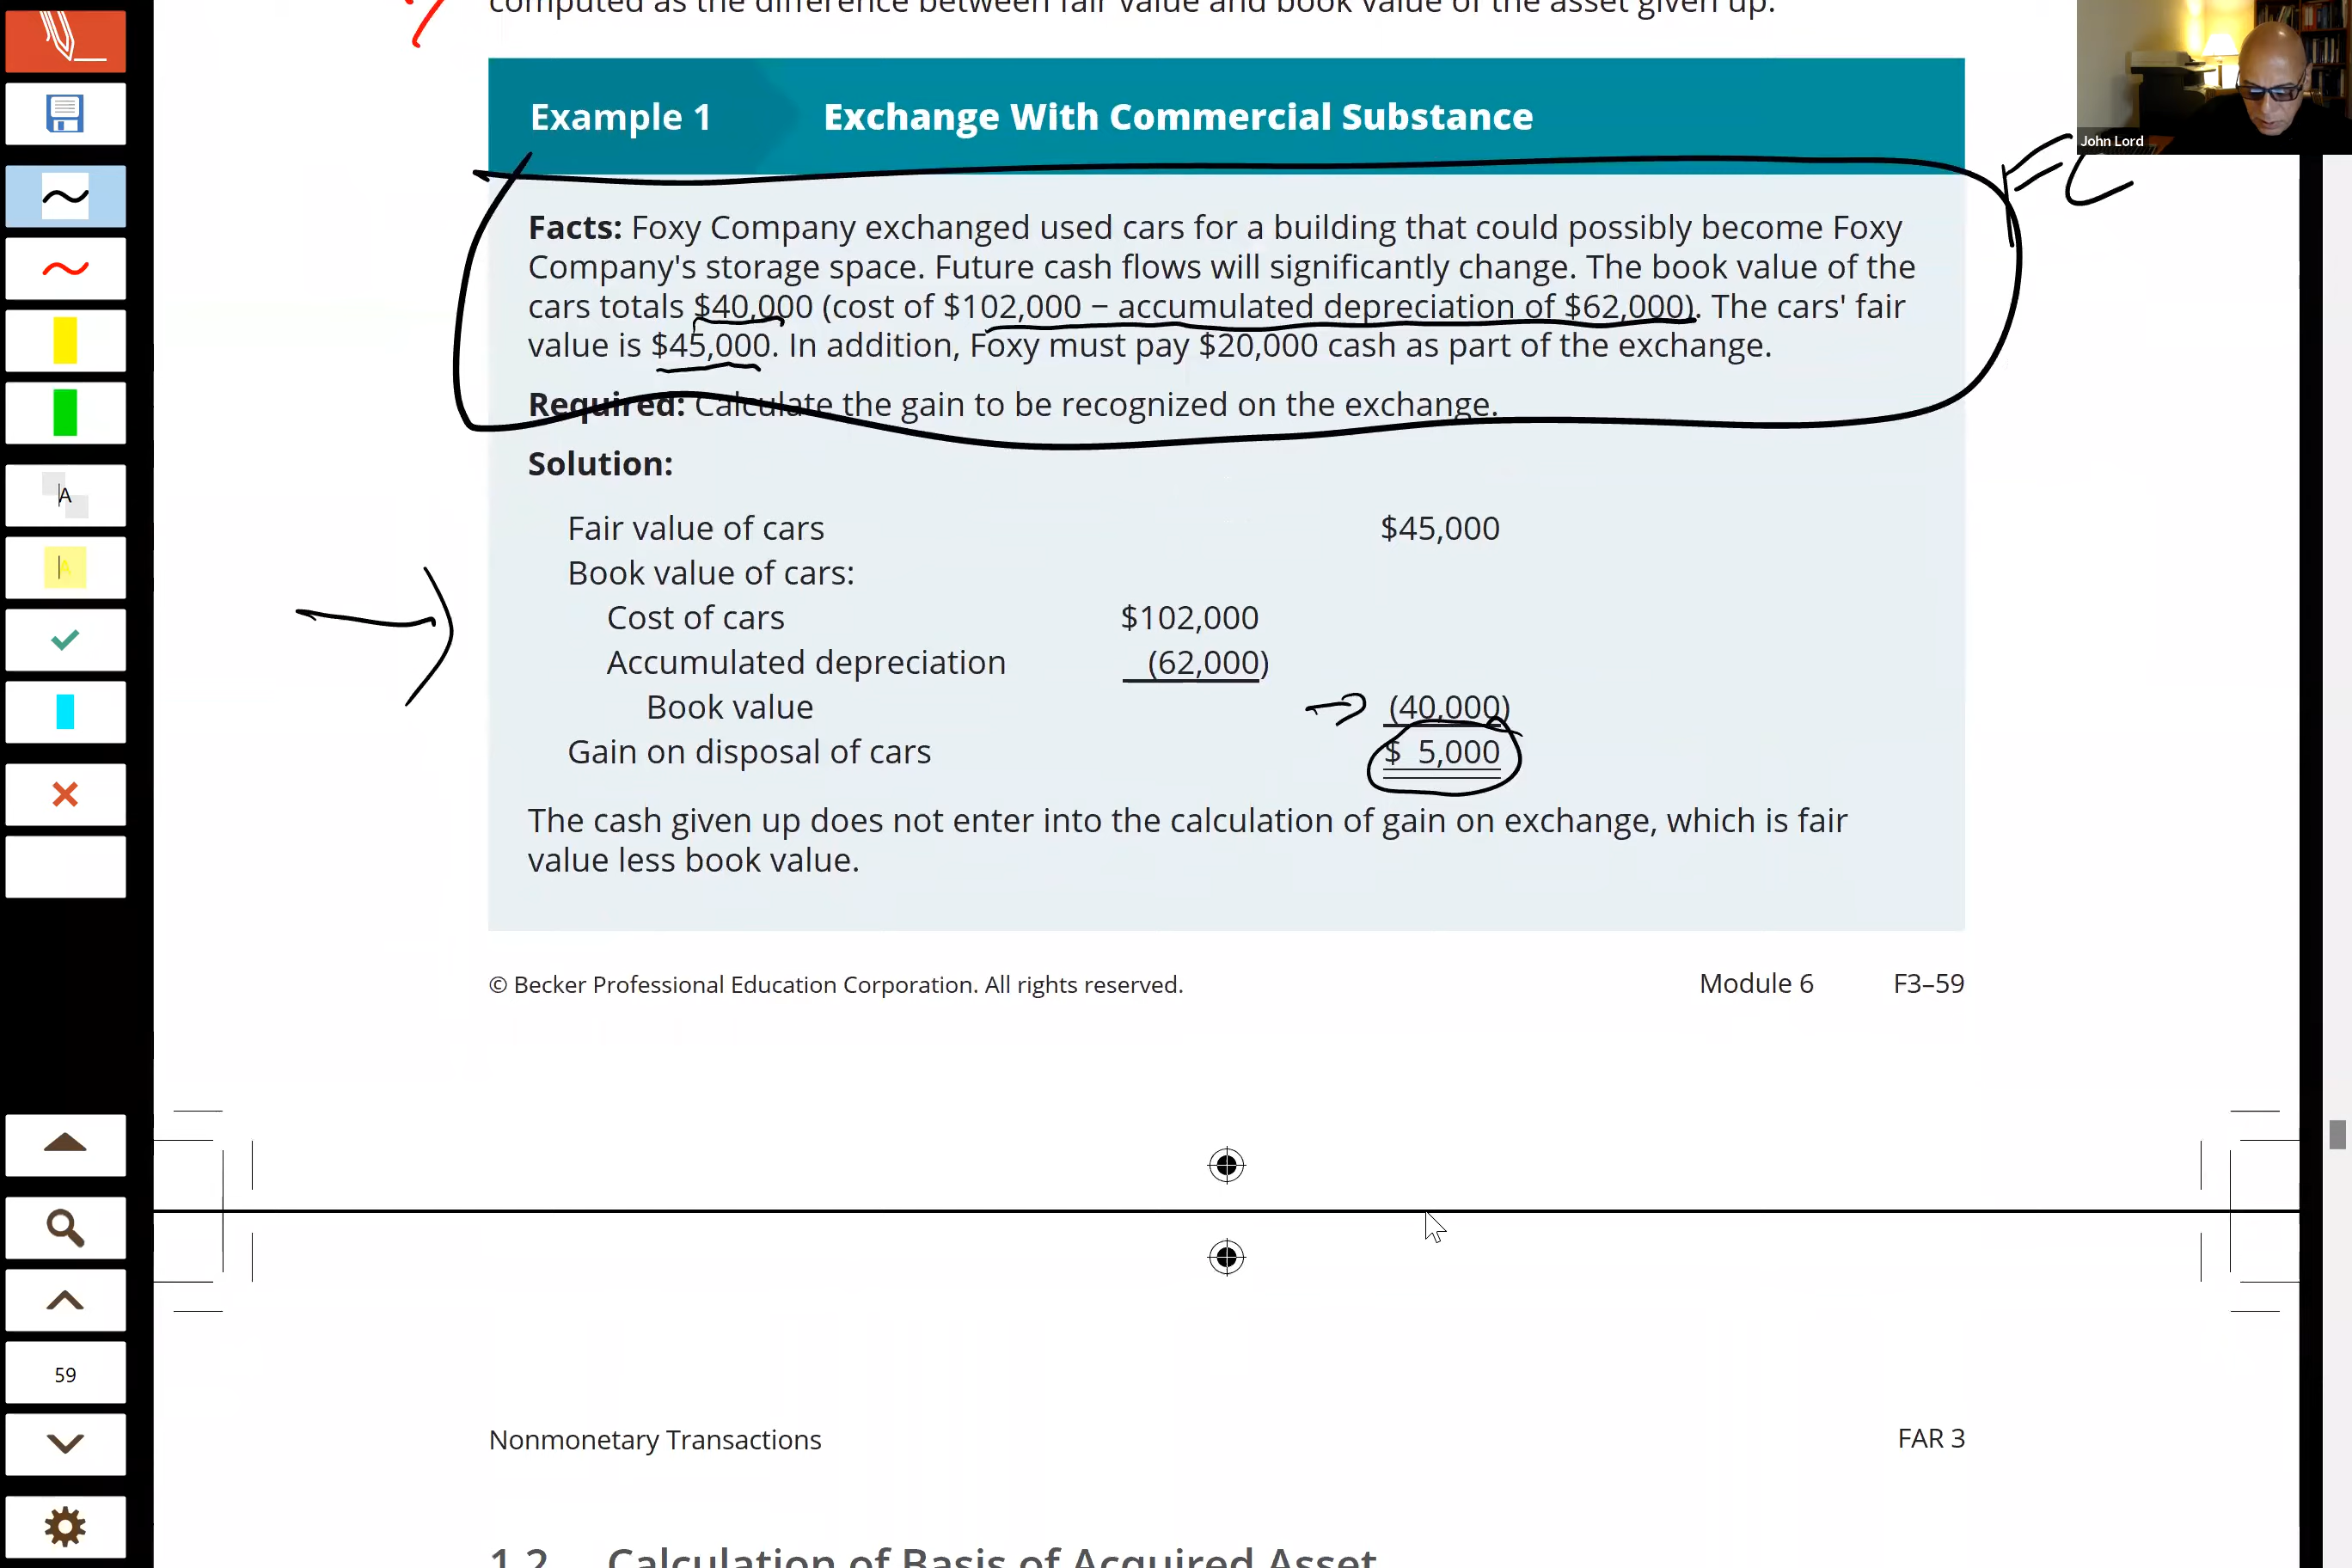 computed as the difference between fair value and book value of the asset given up.
John Lord
Example 1 Exchange With Commercial Substance
Facts: Foxy Company exchanged used cars for a building that could possibly become Foxy
Company's storage space. Future cash flows will significantly change. The book value of the
cars totals $40,000 (cost of $102,000 – accumulated depreciation of $62,000). The cars' fair
value is $45,000. In addition, Foxy must pay $20,000 cash as part of the exchange.
Required: Calculate the gain to be recognized on the exchange.
Solution:
Fair value of cars $45,000
Book value of cars:
Cost of cars $102,000
Accumulated depreciation (62,000)
Book value (40,000)
Gain on disposal of cars $ 5,000
The cash given up does not enter into the calculation of gain on exchange, which is fair
value less book value.
© Becker Professional Education Corporation. All rights reserved. Module 6 F3–59
59
Nonmonetary Transactions FAR 3
1.2 Calculation of Basis of Acquired Asset